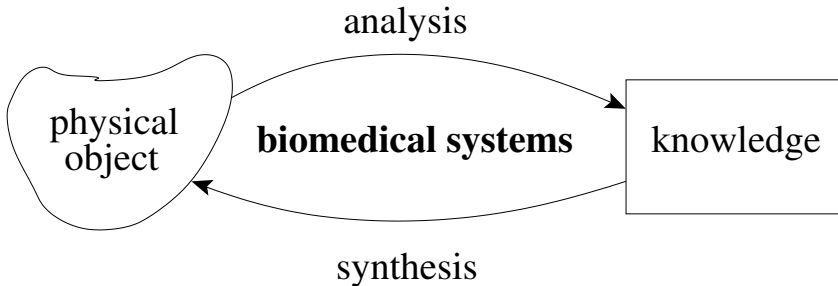 analysis
physical
object
biomedical systems
knowledge
synthesis